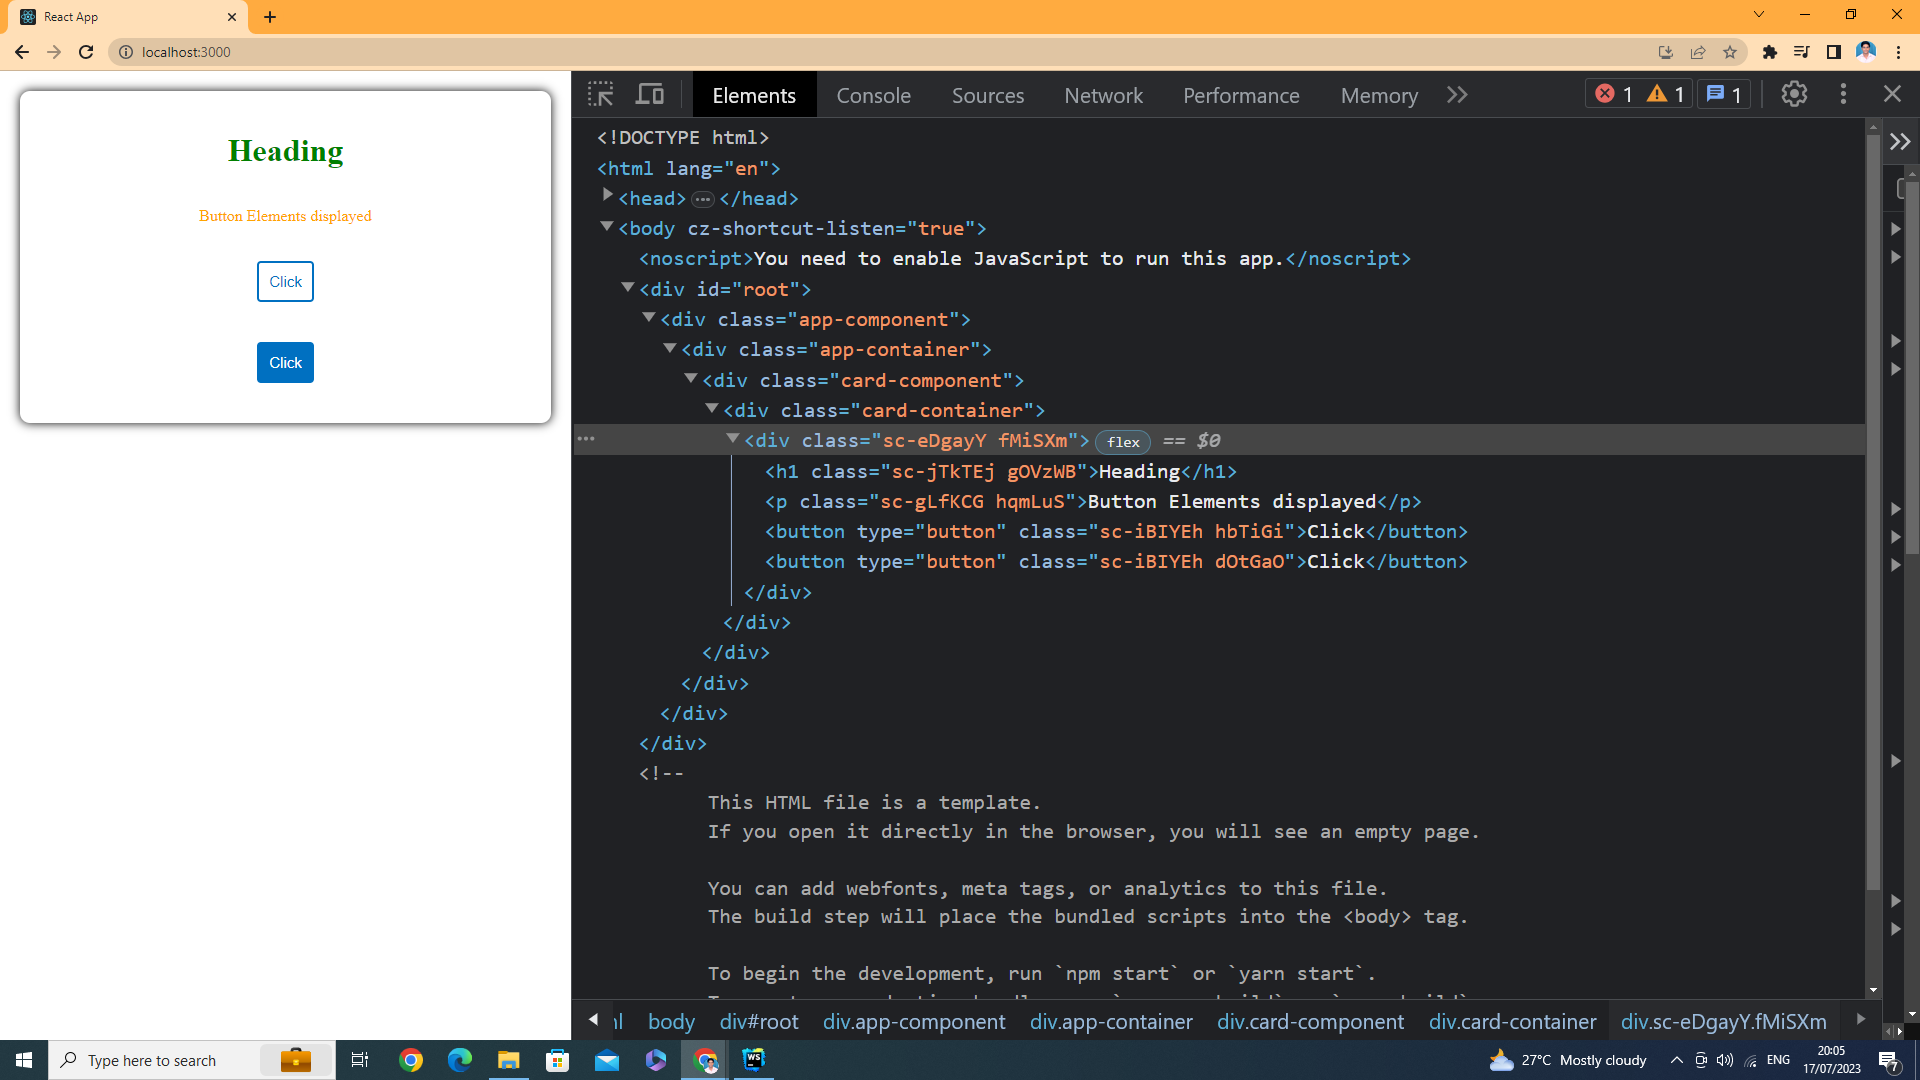 React App
localhost:3000
Heading
Button Elements displayed
Click
Click
Elements
Console
Sources
Network
Performance
Memory
1
1
1
<!DOCTYPE html>
<html lang="en">
<head> ••• </head>
<body cz-shortcut-listen="true">
<noscript>You need to enable JavaScript to run this app.</noscript>
<div id="root">
<div class="app-component">
<div class="app-container">
<div class="card-component">
<div class="card-container">
<div class="sc-eDgayY fMiSXm"> flex == $0
<h1 class="sc-jTkTEj gOVzWB">Heading</h1>
<p class="sc-gLfKCG hqmLuS">Button Elements displayed</p>
<button type="button" class="sc-iBIYEh hbTiGi">Click</button>
<button type="button" class="sc-iBIYEh dOtGaO">Click</button>
</div>
</div>
</div>
</div>
</div>
</div>
<!--
This HTML file is a template.
If you open it directly in the browser, you will see an empty page.
You can add webfonts, meta tags, or analytics to this file.
The build step will place the bundled scripts into the <body> tag.
To begin the development, run `npm start` or `yarn start`.
body div#root div.app-component div.app-container div.card-component div.card-container div.sc-eDgayY.fMiSXm
Type here to search
WS
27°C Mostly cloudy
ENG
20:05
17/07/2023
7